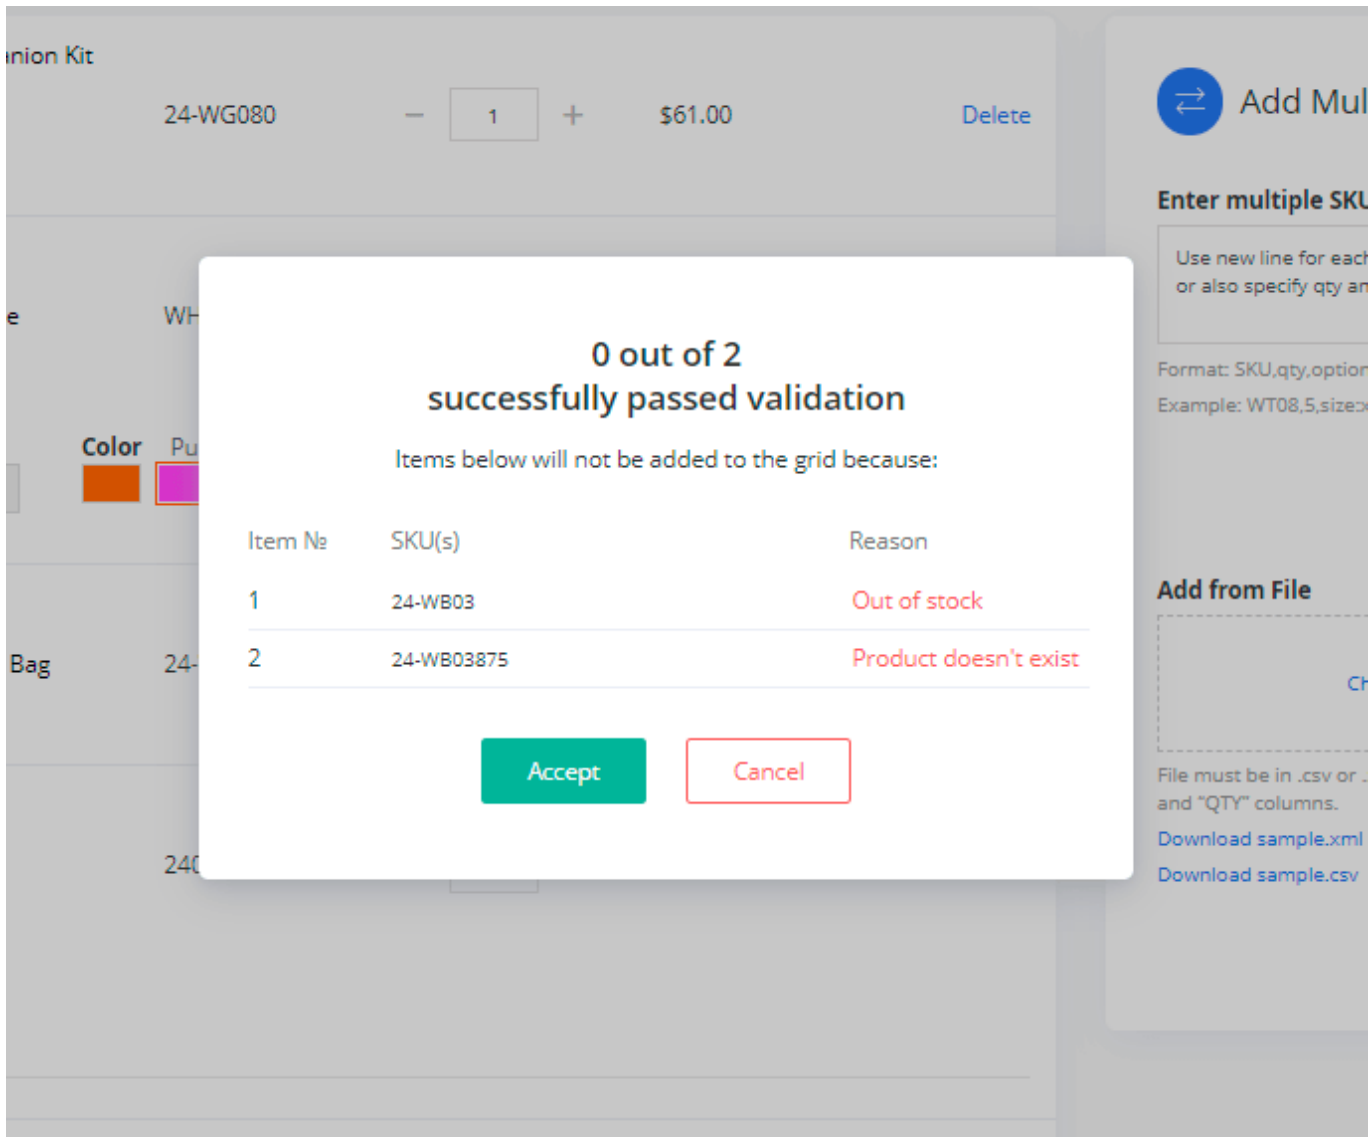 nion Kit
24-WG080 − 1 + $61.00 Delete
Add Mul
Enter multiple SKU
Use new line for each
or also specify qty an
Format: SKU,qty,option
Example: WT08,5,size:x
e WH
Color Pu
0 out of 2
successfully passed validation
Items below will not be added to the grid because:
Item № SKU(s) Reason
1 24-WB03 Out of stock
2 24-WB03875 Product doesn't exist
Accept Cancel
Bag 24-
240
Add from File
Ch
File must be in .csv or .
and “QTY” columns.
Download sample.xml
Download sample.csv